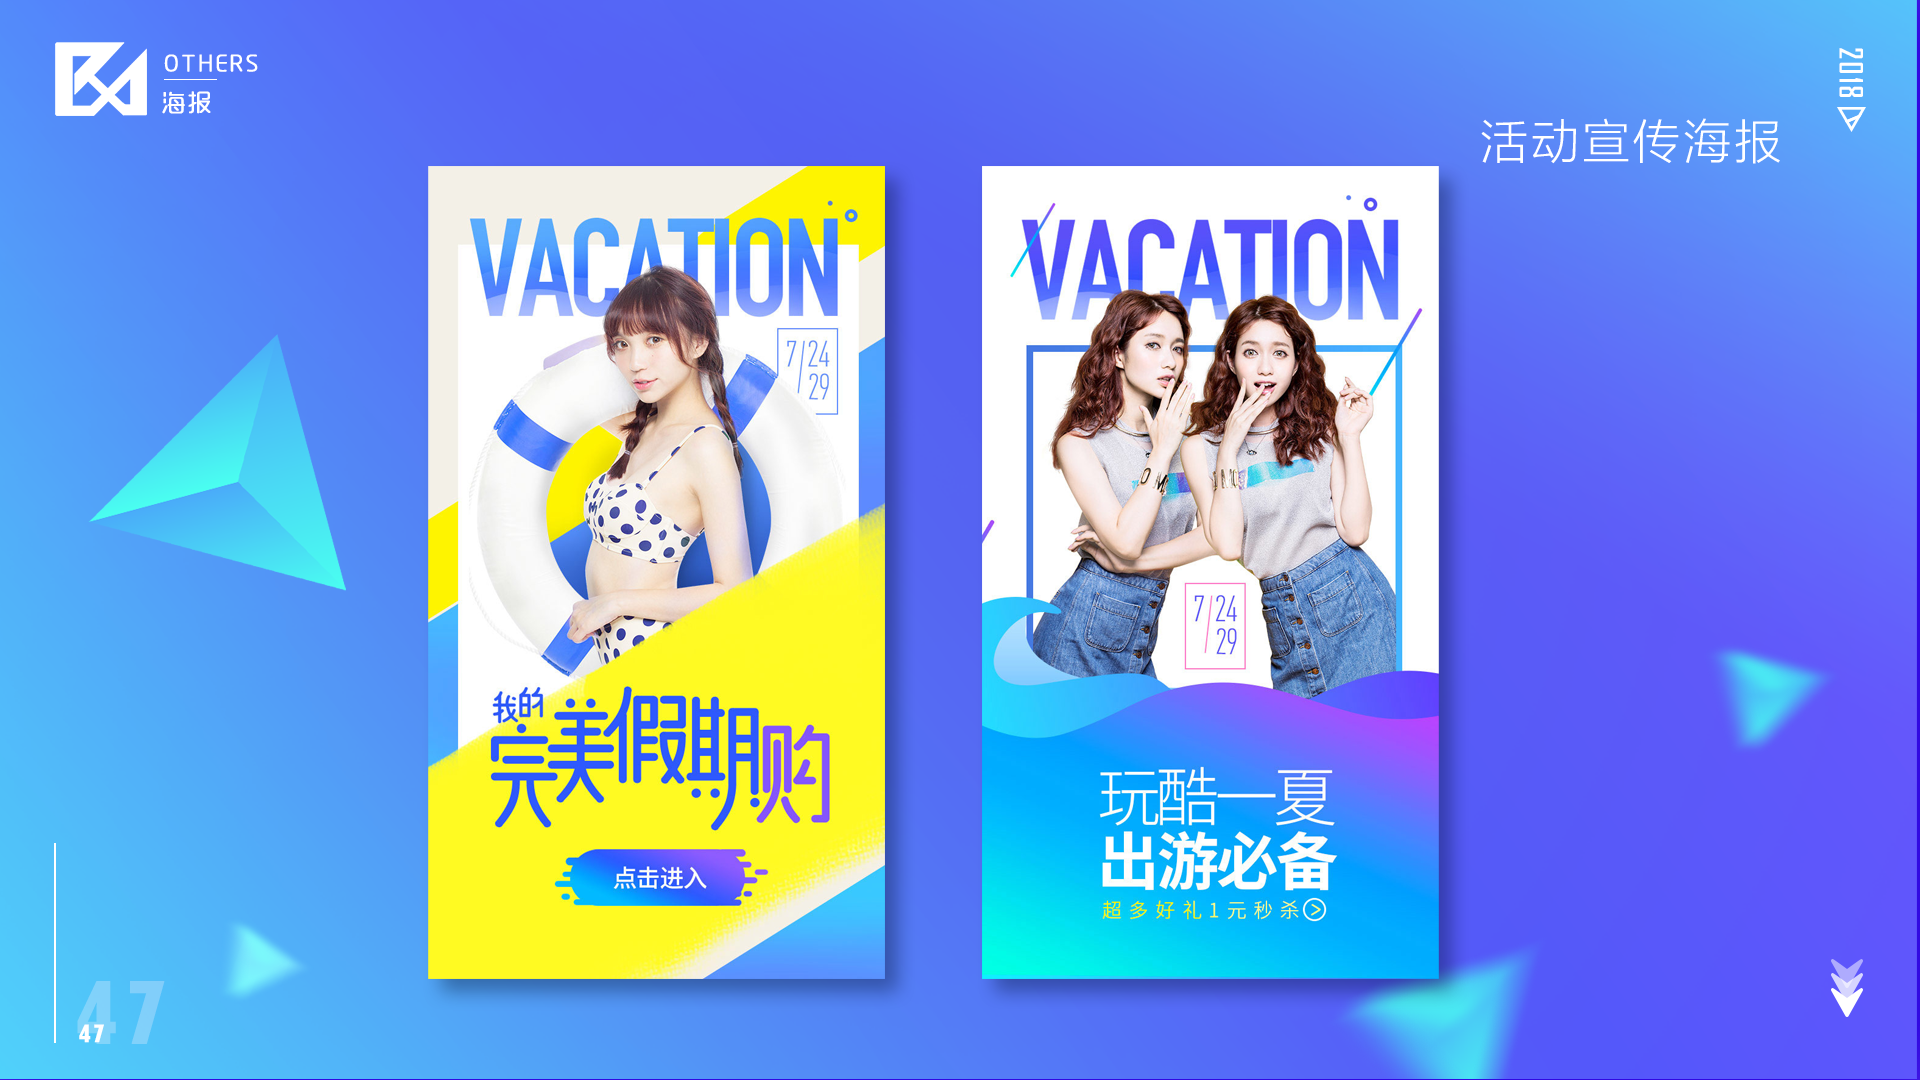 OTHERS
海报
2018
活动宣传海报
VACATION
7/24
29
我的
完美假期购
点击进入
VACATION
7/24
29
玩酷一夏
出游必备
超多好礼1元秒杀
47
47